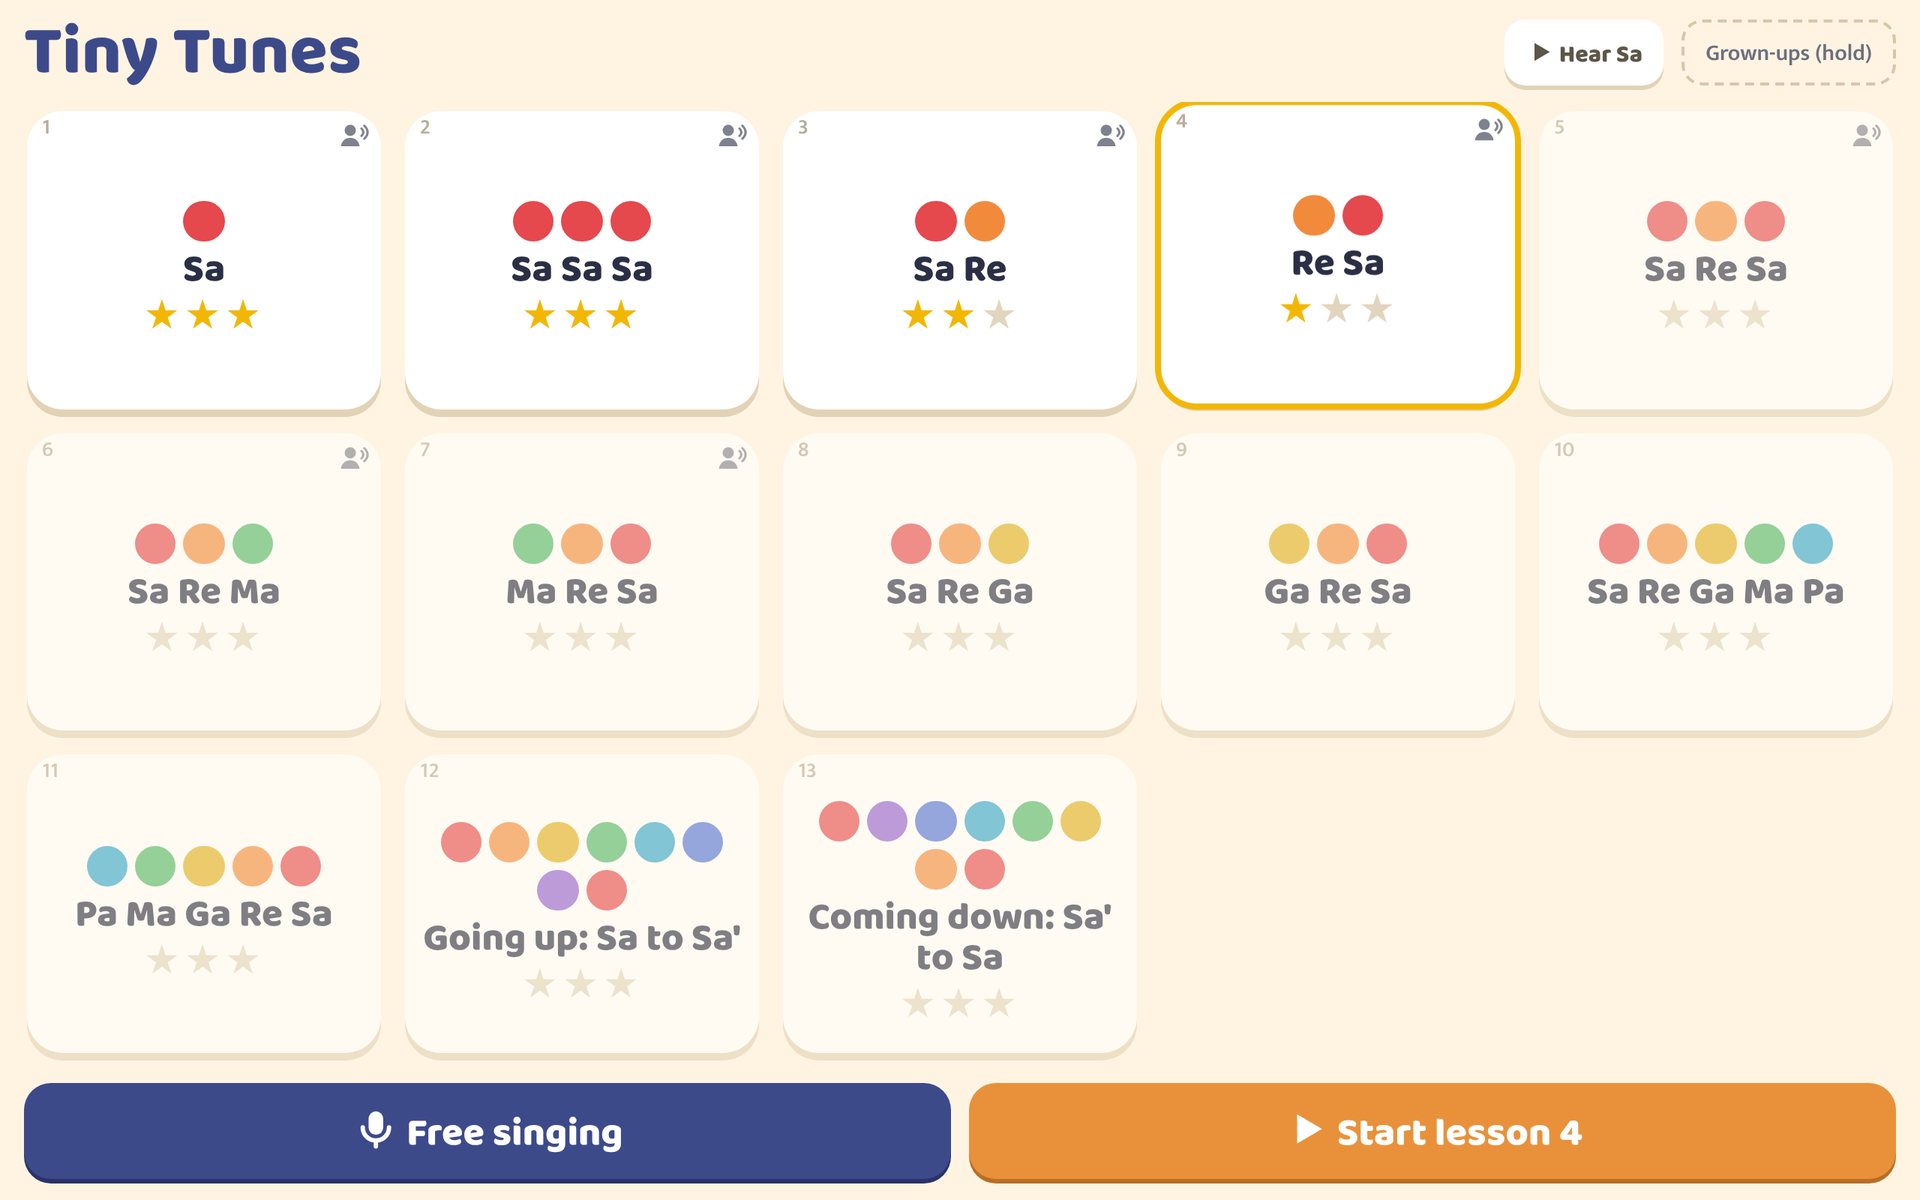 Tiny Tunes
Hear Sa
Grown-ups (hold)
1
Sa
2
Sa Sa Sa
3
Sa Re
4
Re Sa
5
Sa Re Sa
6
Sa Re Ma
7
Ma Re Sa
8
Sa Re Ga
9
Ga Re Sa
10
Sa Re Ga Ma Pa
11
Pa Ma Ga Re Sa
12
Going up: Sa to Sa'
13
Coming down: Sa'
to Sa
Free singing
Start lesson 4